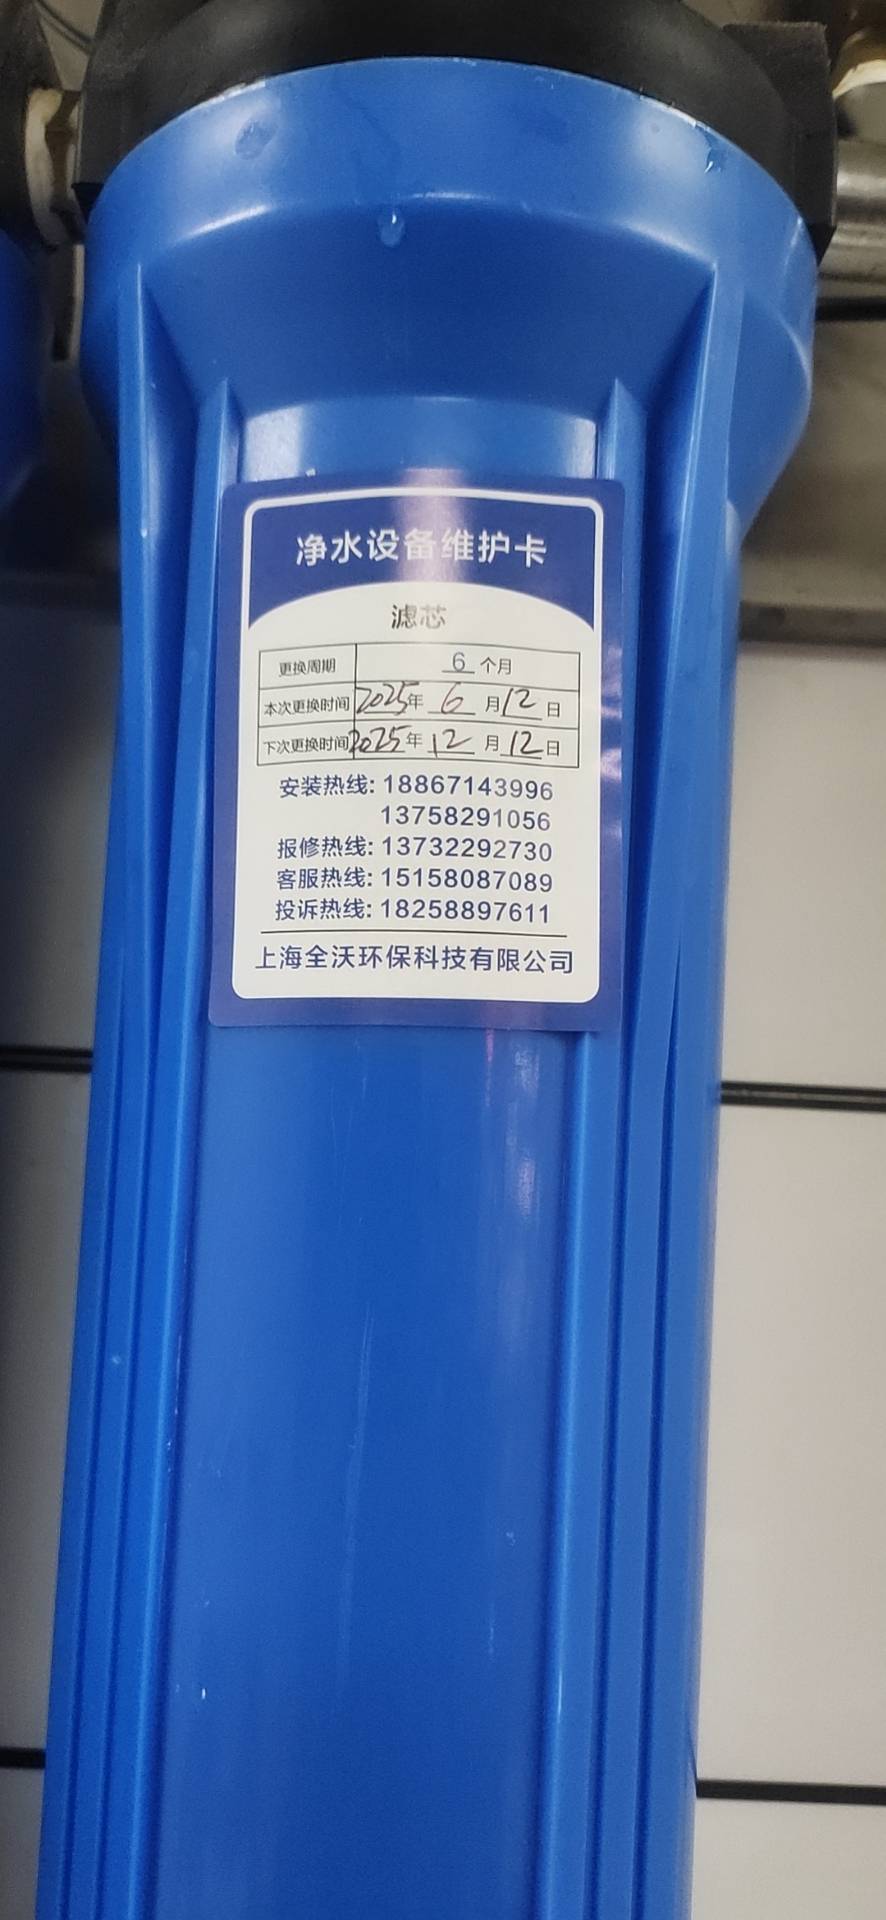 净水设备维护卡
滤芯
更换周期 6 个月
本次更换时间 2025年 6 月 12 日
下次更换时间 2025年 12 月 12 日
安装热线: 18867143996
13758291056
报修热线: 13732292730
客服热线: 15158087089
投诉热线: 18258897611
上海全沃环保科技有限公司